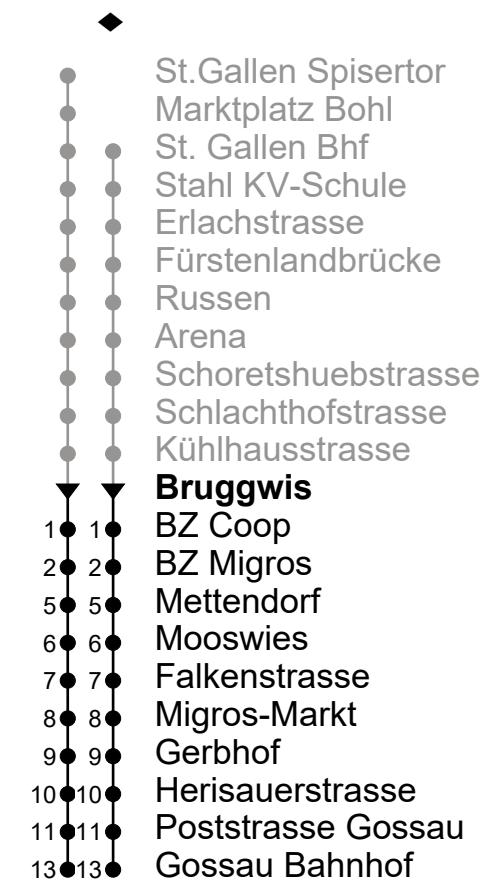 ◆
St.Gallen Spisertor
Marktplatz Bohl
St. Gallen Bhf
Stahl KV-Schule
Erlachstrasse
Fürstenlandbrücke
Russen
Arena
Schoretshuebstrasse
Schlachthofstrasse
Kühlhausstrasse
Bruggwis
1 1 BZ Coop
2 2 BZ Migros
5 5 Mettendorf
6 6 Mooswies
7 7 Falkenstrasse
8 8 Migros-Markt
9 9 Gerbhof
10 10 Herisauerstrasse
11 11 Poststrasse Gossau
13 13 Gossau Bahnhof